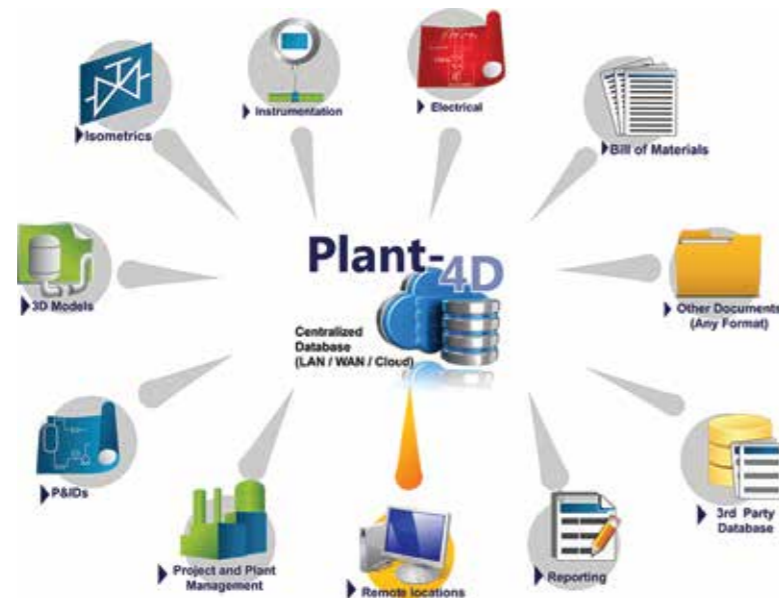 Isometrics
Instrumentation
Electrical
Bill of Materials
Plant-4D
Centralized
Database
(LAN / WAN / Cloud)
3D Models
Other Documents
(Any Format)
P&IDs
3rd Party
Database
Project and Plant
Management
Remote locations
Reporting